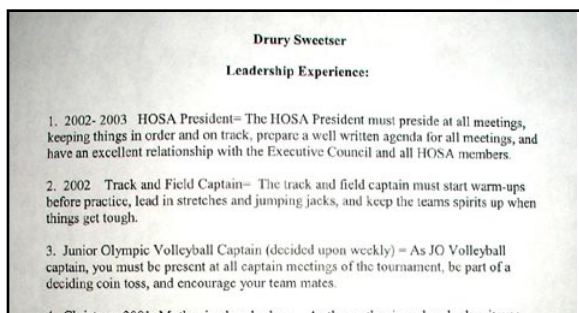 Drury Sweetser
Leadership Experience:
1. 2002- 2003 HOSA President= The HOSA President must preside at all meetings,
keeping things in order and on track, prepare a well written agenda for all meetings, and
have an excellent relationship with the Executive Council and all HOSA members.
2. 2002 Track and Field Captain= The track and field captain must start warm-ups
before practice, lead in stretches and jumping jacks, and keep the teams spirits up when
things get tough.
3. Junior Olympic Volleyball Captain (decided upon weekly) = As JO Volleyball
captain, you must be present at all captain meetings of the tournament, be part of a
deciding coin toss, and encourage your team mates.